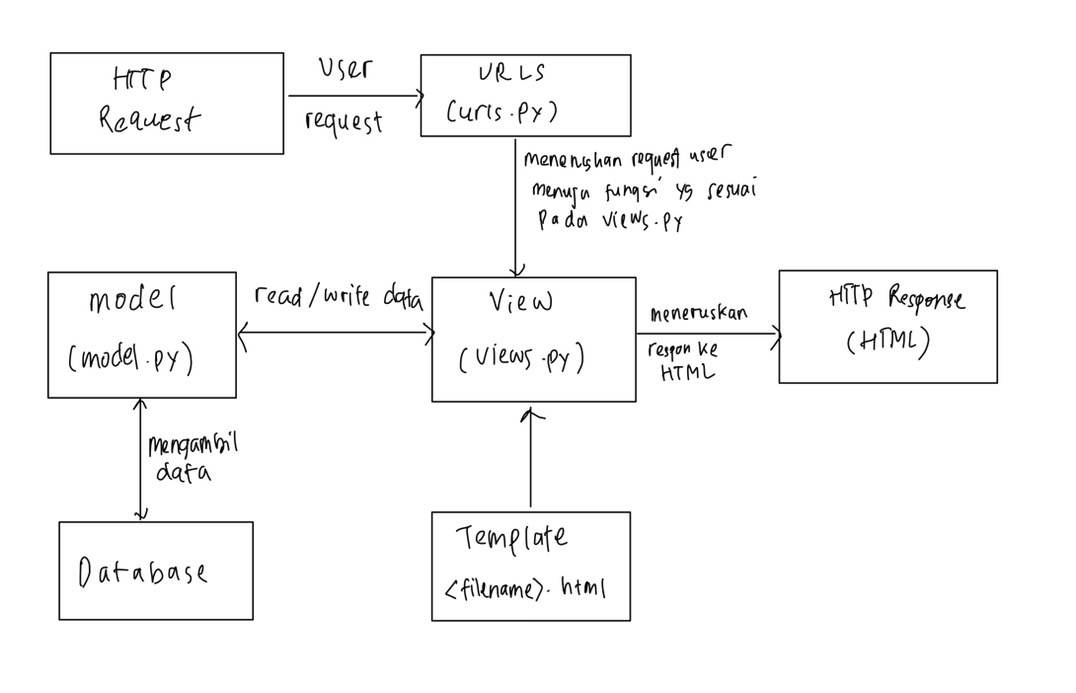 HTTP
Request
User
request
URLS
(urls.py)
meneruskan request user
menuju fungsi yg sesuai
pada views.py
model
(model.py)
read/write data
View
(views.py)
meneruskan
respon ke
HTML
HTTP Response
(HTML)
mengambil
data
Database
Template
<filename>.html